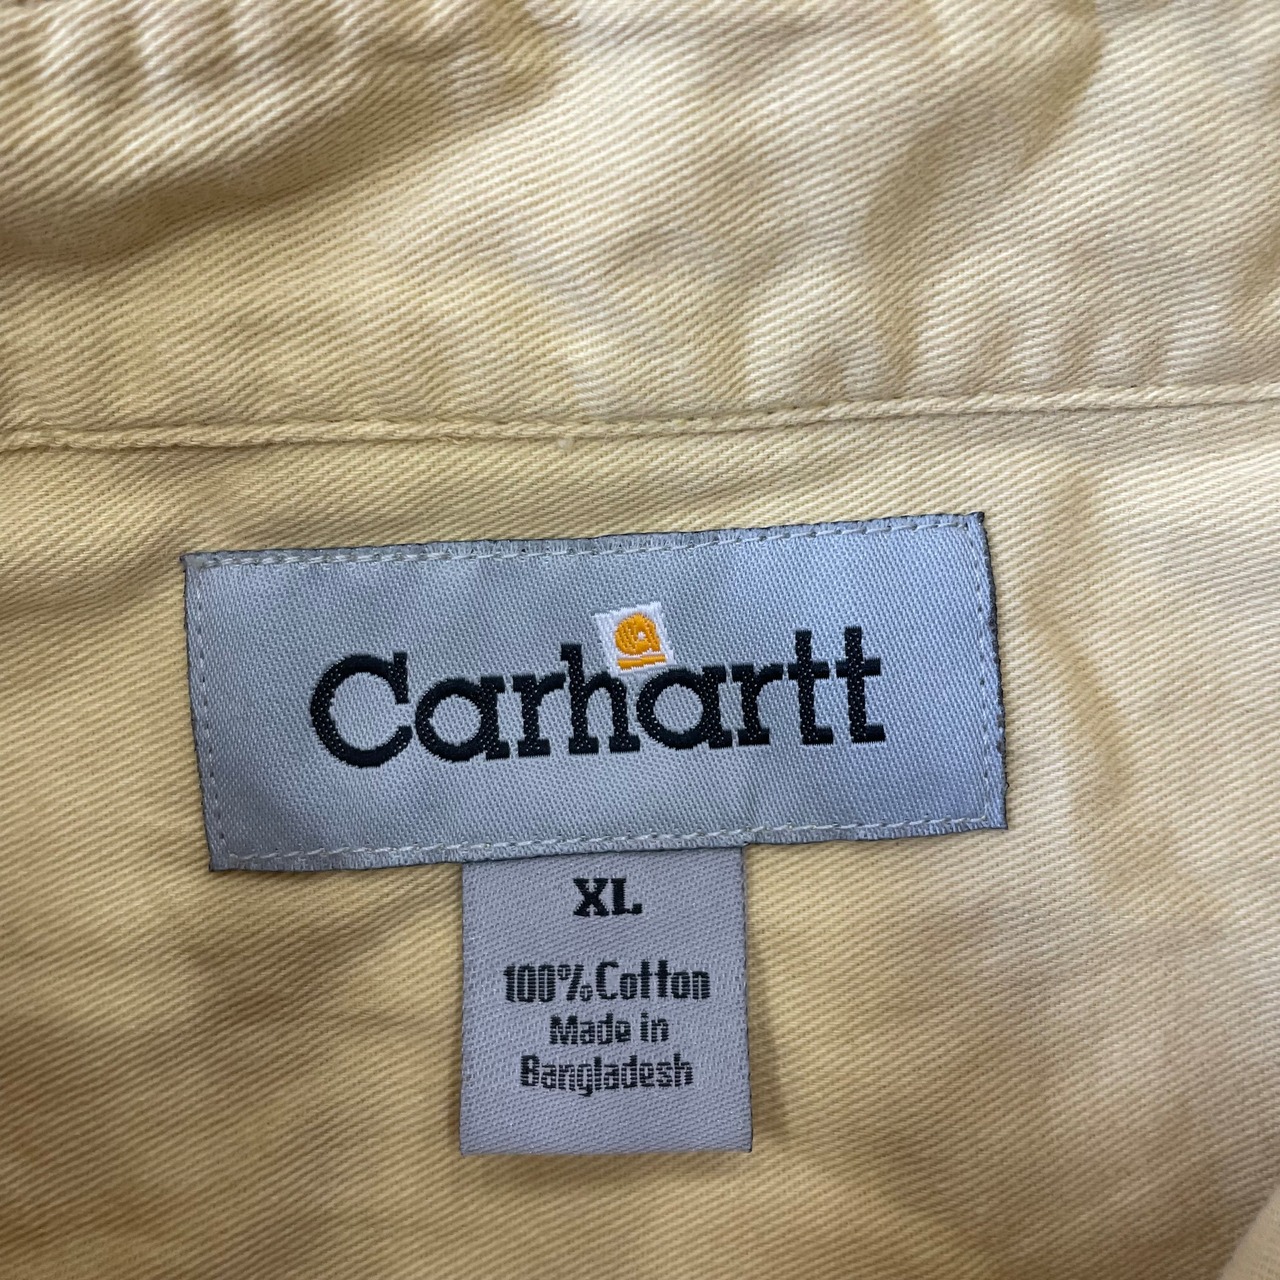 Carhartt
XL
100% Cotton
Made in
Bangladesh